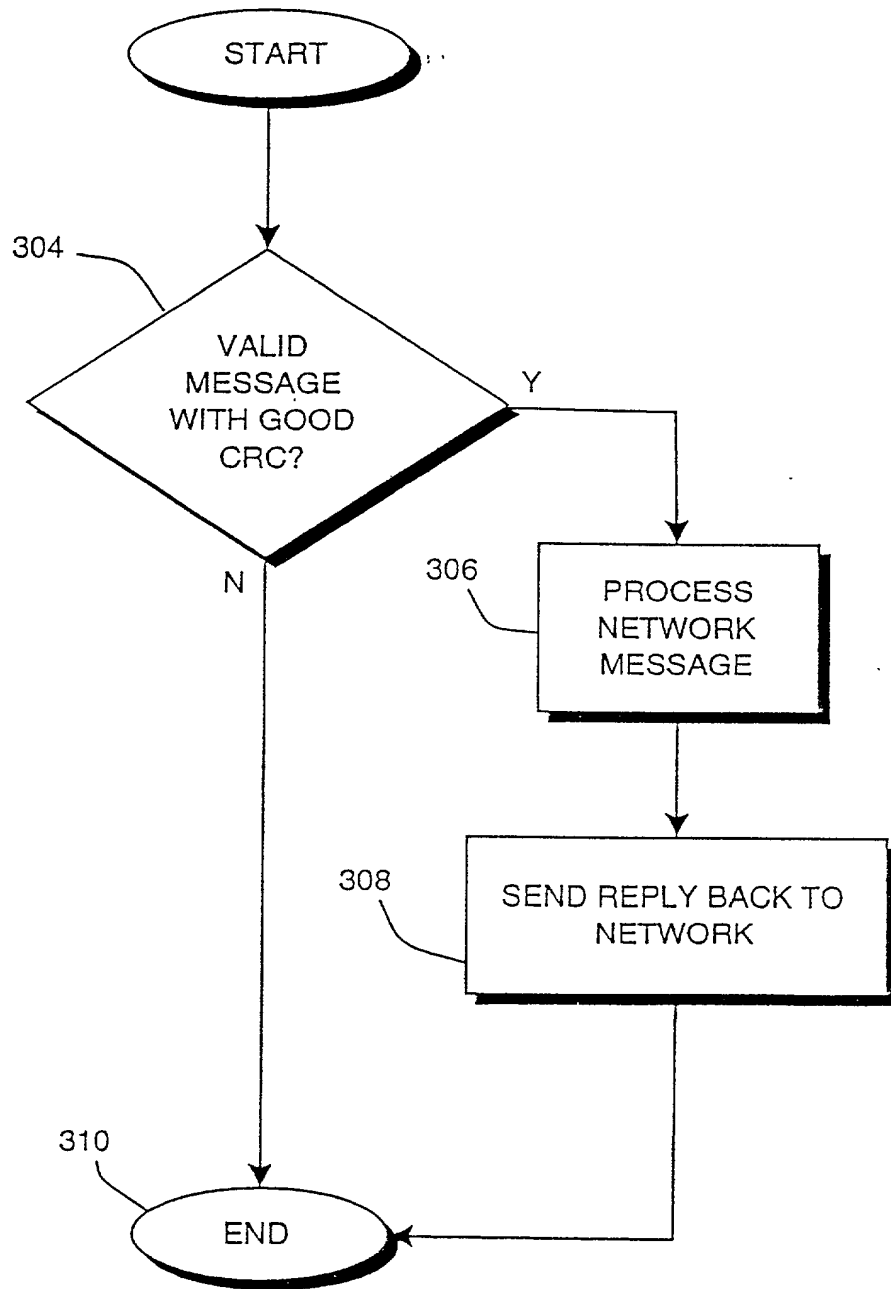 START
304
VALID
MESSAGE
WITH GOOD
CRC?
Y
N
306
PROCESS
NETWORK
MESSAGE
308
SEND REPLY BACK TO
NETWORK
310
END